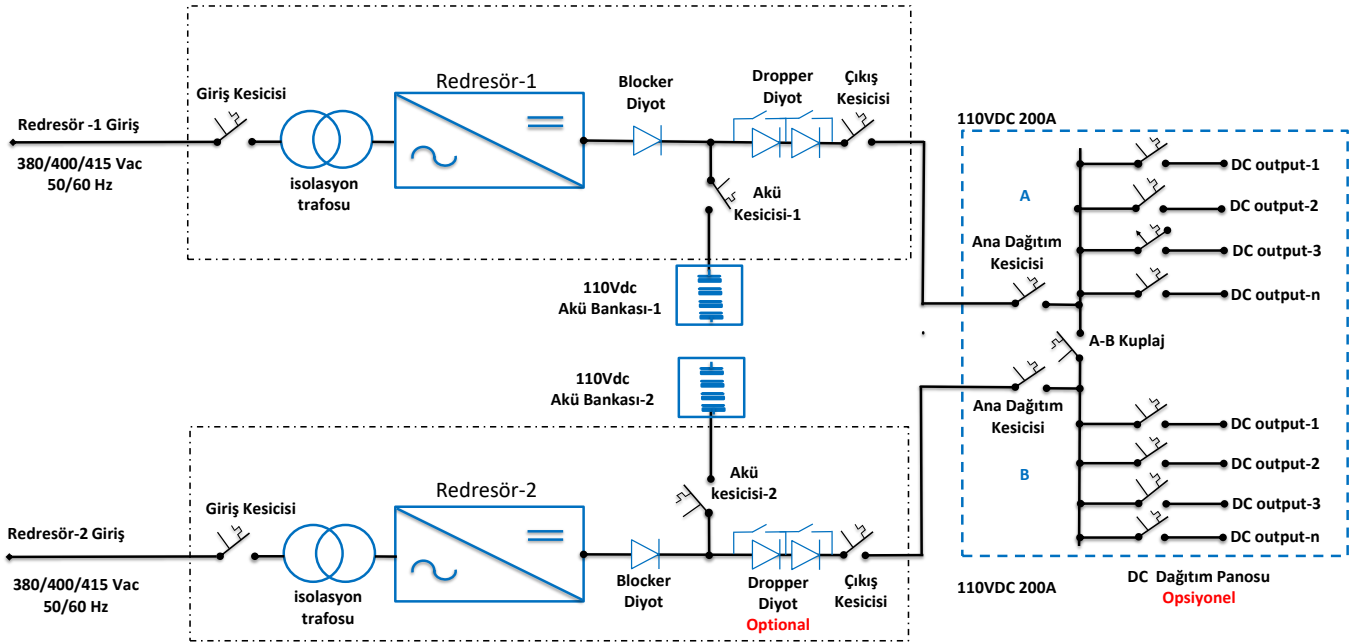 Giriş Kesicisi
Redresör-1
Blocker
Diyot
Dropper
Diyot
Çıkış
Kesicisi
Redresör -1 Giriş
380/400/415 Vac
50/60 Hz
isolasyon
trafosu
Akü
Kesicisi-1
110Vdc
Akü Bankası-1
110VDC 200A
A
DC output-1
DC output-2
DC output-3
DC output-n
Ana Dağıtım
Kesicisi
A-B Kuplaj
110Vdc
Akü Bankası-2
Ana Dağıtım
Kesicisi
B
DC output-1
DC output-2
DC output-3
DC output-n
Giriş Kesicisi
Redresör-2
Akü
kesicisi-2
Redresör-2 Giriş
380/400/415 Vac
50/60 Hz
isolasyon
trafosu
Blocker
Diyot
Dropper
Diyot
Optional
Çıkış
Kesicisi
110VDC 200A
DC Dağıtım Panosu
Opsiyonel